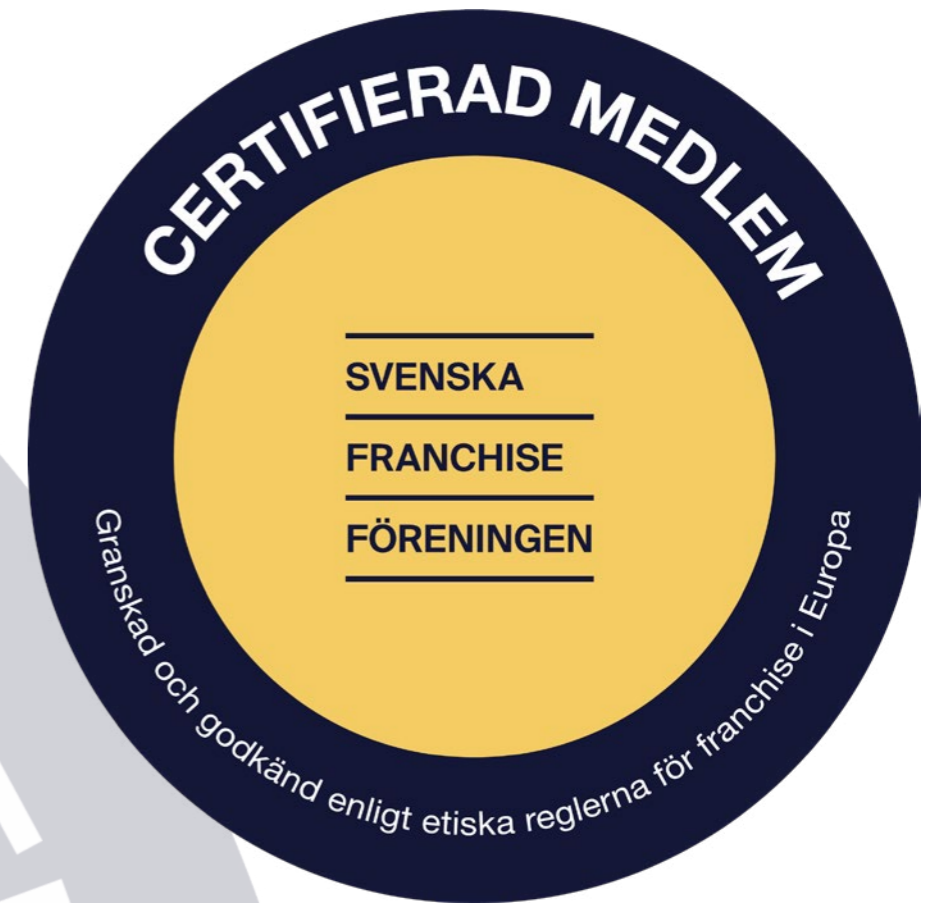 CERTIFIERAD MEDLEM
SVENSKA
FRANCHISE
FÖRENINGEN
Granskad och godkänd enligt etiska reglerna för franchise i Europa